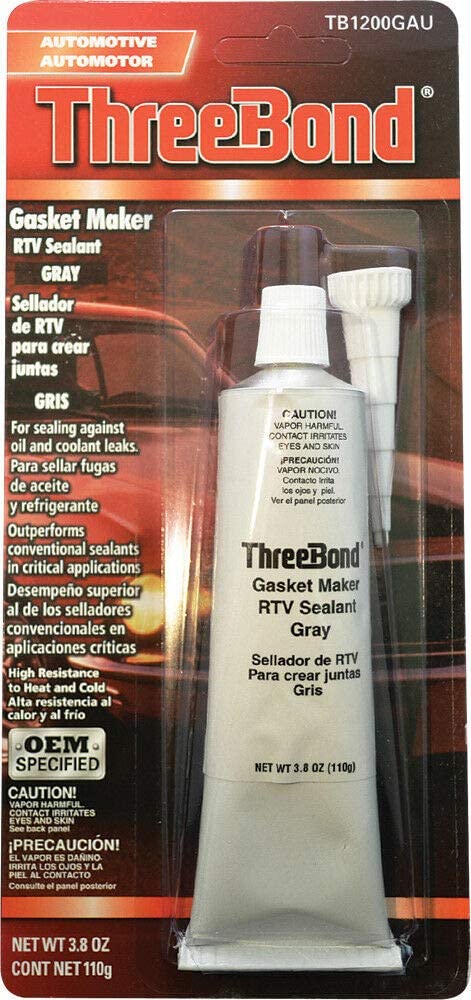 TB1200GAU
AUTOMOTIVE
AUTOMOTOR
ThreeBond®
Gasket Maker
RTV Sealant
GRAY
Sellador
de RTV
para crear
juntas
GRIS
For sealing against
oil and coolant leaks.
Para sellar fugas
de aceite
y refrigerante
Outperforms
conventional sealants
in critical applications
Desempeño superior
al de los selladores
convencionales en
aplicaciones críticas
High Resistance
to Heat and Cold
Alta resistencia al
calor y al frío
OEM
SPECIFIED
CAUTION!
VAPOR HARMFUL.
CONTACT IRRITATES
EYES AND SKIN
See back panel
¡PRECAUCIÓN!
EL VAPOR ES DAÑINO.
IRRITA LOS OJOS Y LA
PIEL AL CONTACTO
Consulte el panel posterior
NET WT 3.8 OZ
CONT NET 110g
CAUTION!
VAPOR HARMFUL.
CONTACT IRRITATES
EYES AND SKIN
¡PRECAUCIÓN!
VAPOR NOCIVO.
Contacto irrita
los ojos y piel.
Ver el panel posterior
ThreeBond®
Gasket Maker
RTV Sealant
Gray
Sellador de RTV
Para crear juntas
Gris
NET WT 3.8 OZ (110g)